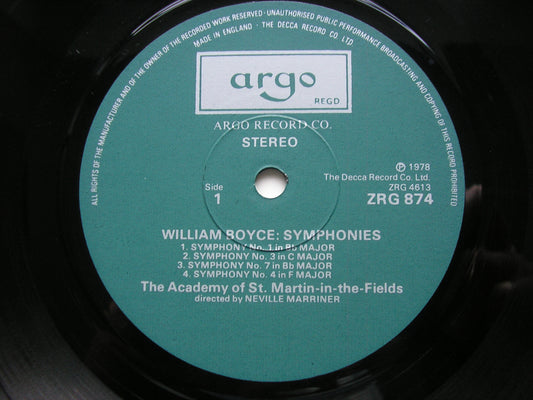 ALL RIGHTS OF THE MANUFACTURER AND OF THE OWNER OF THE RECORDED WORK RESERVED · UNAUTHORISED PUBLIC PERFORMANCE BROADCASTING AND COPYING OF THIS RECORD PROHIBITED
MADE IN ENGLAND · THE DECCA RECORD CO LTD
argo
REGD
ARGO RECORD CO.
STEREO
Side
1
Ⓟ 1978
The Decca Record Co. Ltd.
ZRG 4613
ZRG 874
WILLIAM BOYCE: SYMPHONIES
1. SYMPHONY No. 1 in Bb MAJOR
2. SYMPHONY No. 3 in C MAJOR
3. SYMPHONY No. 7 in Bb MAJOR
4. SYMPHONY No. 4 in F MAJOR
The Academy of St. Martin-in-the-Fields
directed by NEVILLE MARRINER